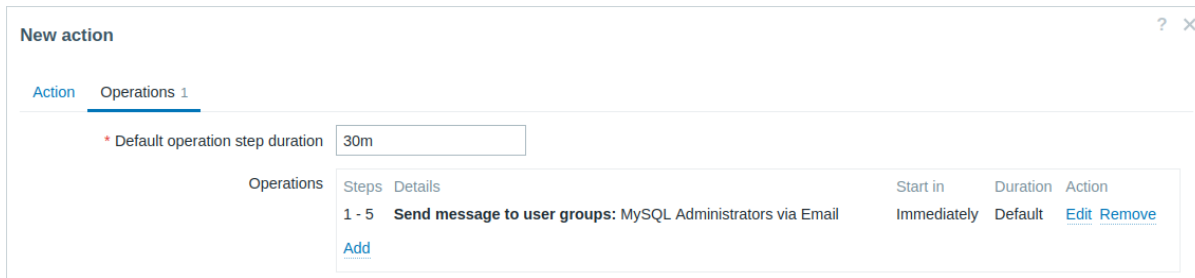 New action
? ×
Action Operations 1
* Default operation step duration 30m
Operations Steps Details Start in Duration Action
1 - 5 Send message to user groups: MySQL Administrators via Email Immediately Default Edit Remove
Add